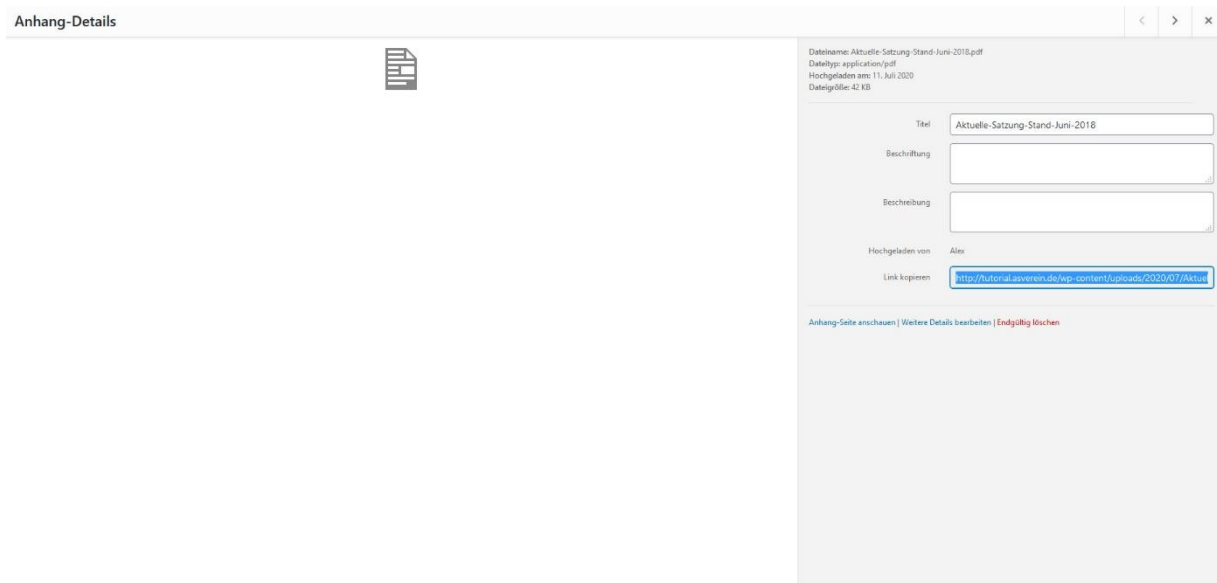 Anhang-Details
Dateiname: Aktuelle-Satzung-Stand-Juni-2018.pdf
Dateityp: application/pdf
Hochgeladen am: 11. Juli 2020
Dateigröße: 42 KB
Titel Aktuelle-Satzung-Stand-Juni-2018
Beschriftung
Beschreibung
Hochgeladen von Alex
Link kopieren http://tutorial.asverein.de/wp-content/uploads/2020/07/Aktue
Anhang-Seite anschauen | Weitere Details bearbeiten | Endgültig löschen